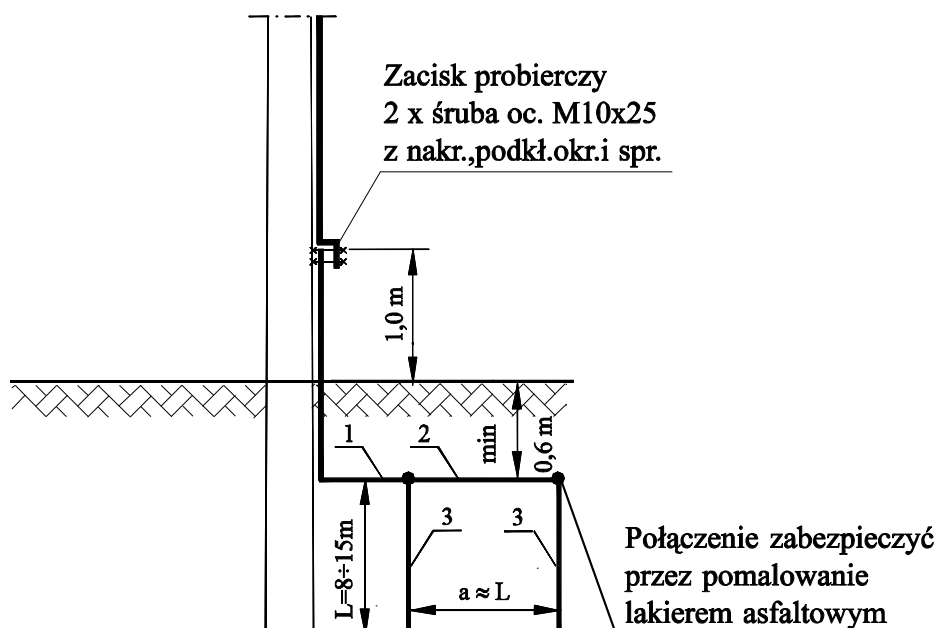 Zacisk probierczy
2 x śruba oc. M10x25
z nakr.,podkł.okr.i spr.
1,0 m
min
0,6 m
1
2
3
3
L=8÷15m
a ≈ L
Połączenie zabezpieczyć
przez pomalowanie
lakierem asfaltowym